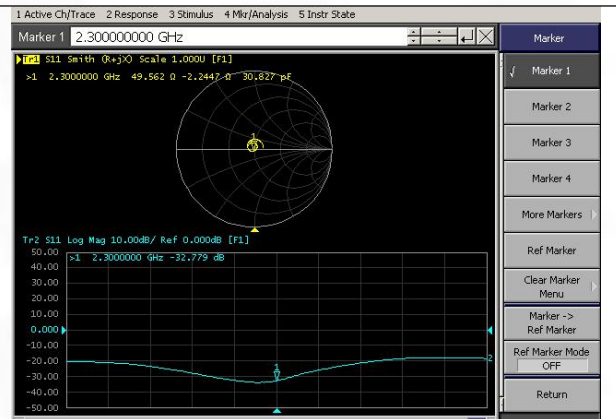 1 Active Ch/Trace 2 Response 3 Stimulus 4 Mkr/Analysis 5 Instr State
Marker 1 2.300000000 GHz
Marker
Tr1 S11 Smith (R+jX) Scale 1.000U [F1]
>1 2.3000000 GHz 49.562 Ω -2.2447 Ω 30.827 pF
1
√ Marker 1
Marker 2
Marker 3
Marker 4
More Markers
Ref Marker
Clear Marker
Menu
Marker ->
Ref Marker
Ref Marker Mode
OFF
Return
Tr2 S11 Log Mag 10.00dB/ Ref 0.000dB [F1]
50.00
>1 2.3000000 GHz -32.779 dB
40.00
30.00
20.00
10.00
0.000
-10.00
-20.00
-30.00
-40.00
-50.00
1
2